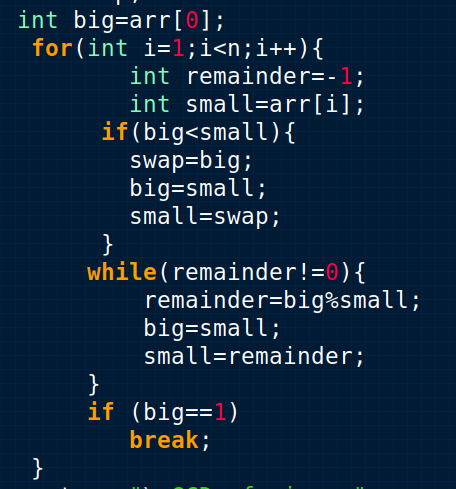 int big=arr[0];
for(int i=1;i<n;i++){
int remainder=-1;
int small=arr[i];
if(big<small){
swap=big;
big=small;
small=swap;
}
while(remainder!=0){
remainder=big%small;
big=small;
small=remainder;
}
if (big==1)
break;
}